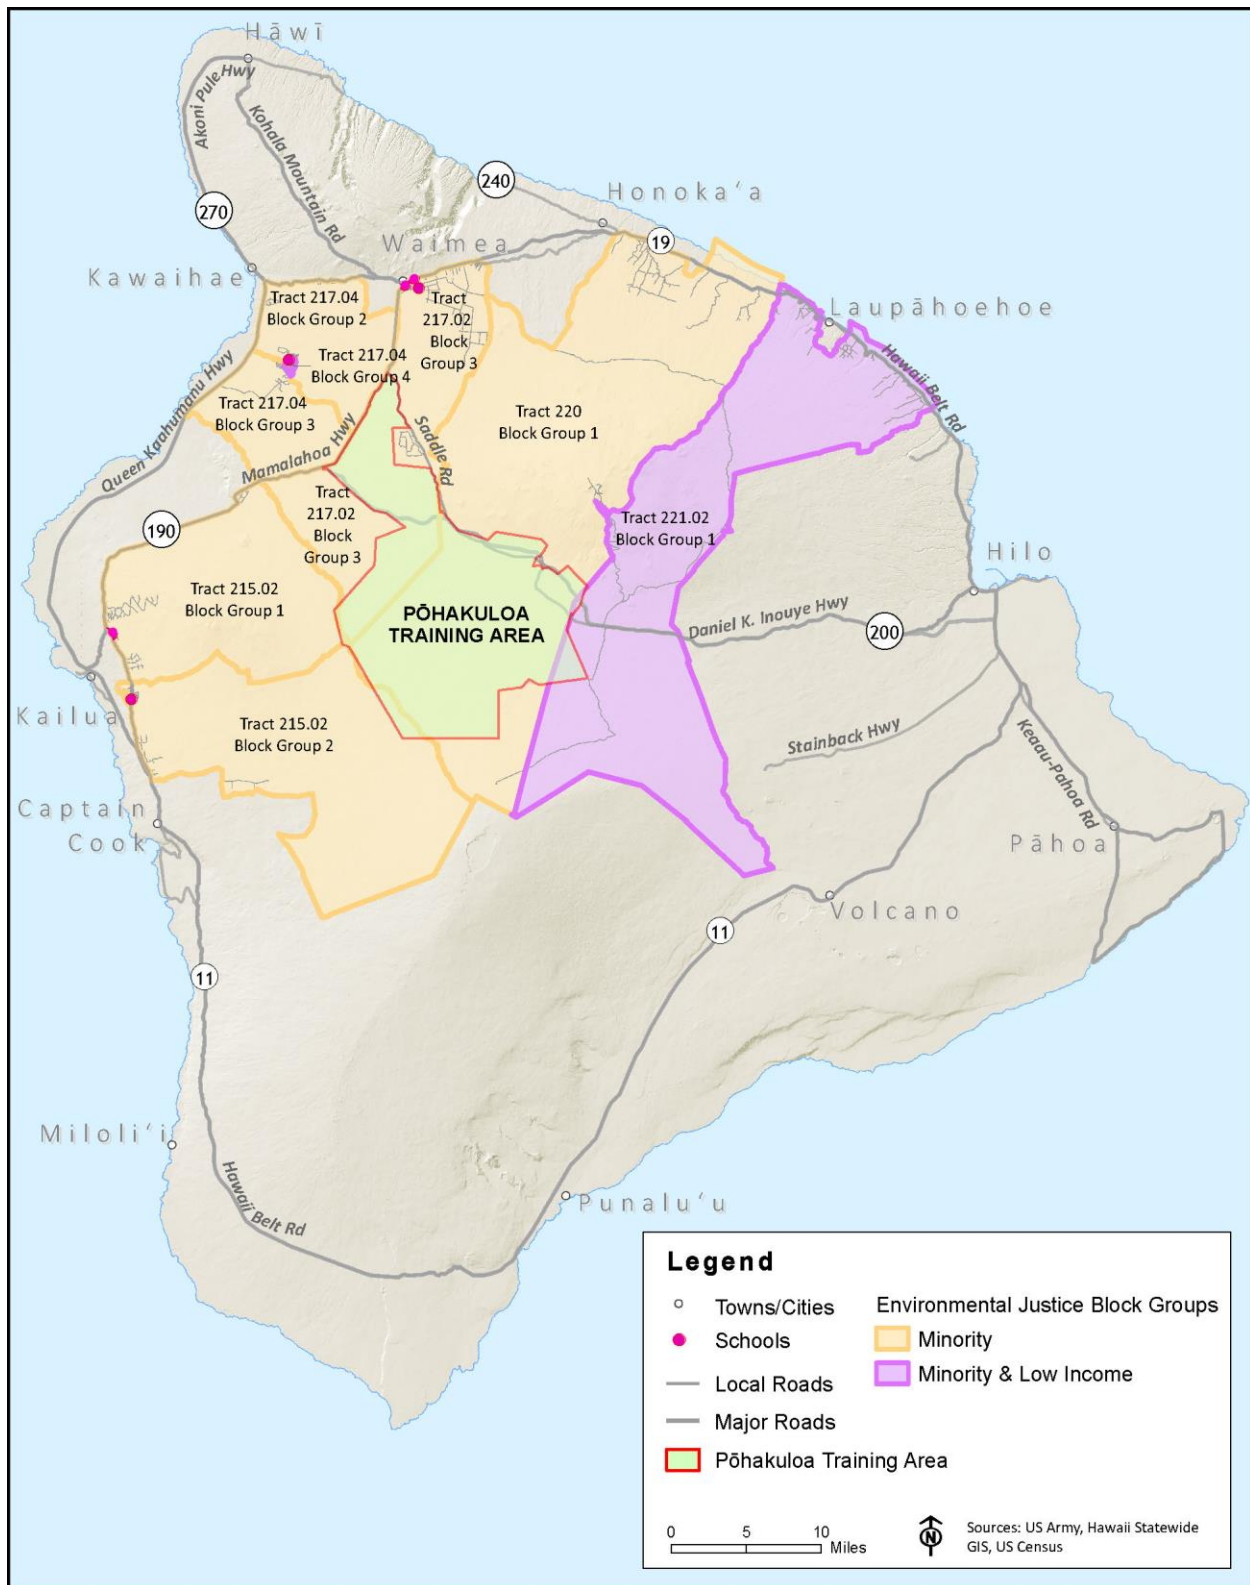 Hāwī
Akoni Pule Hwy
Kohala Mountain Rd
240
Honoka‘a
270
19
Waimea
Kawaihae
Tract 217.04
Block Group 2
Tract
217.02
Block
Group 3
Laupāhoehoe
Hawaii Belt Rd
Tract 217.04
Block Group 4
Queen Kaahumanu Hwy
Tract 217.04
Block Group 3
Tract 220
Block Group 1
Mamalahoa Hwy
Saddle Rd
Tract
217.02
Block
Group 3
190
Tract 221.02
Block Group 1
Hilo
Tract 215.02
Block Group 1
PŌHAKULOA
TRAINING AREA
Daniel K. Inouye Hwy
200
Kailua
Tract 215.02
Block Group 2
Stainback Hwy
Keaau-Pahoa Rd
Captain
Cook
Pāhoa
Volcano
11
11
Miloli‘i
Hawaii Belt Rd
Punalu‘u
Legend
Towns/Cities
Schools
Local Roads
Major Roads
Pōhakuloa Training Area
Environmental Justice Block Groups
Minority
Minority & Low Income
0 5 10
Miles
N
Sources: US Army, Hawaii Statewide
GIS, US Census